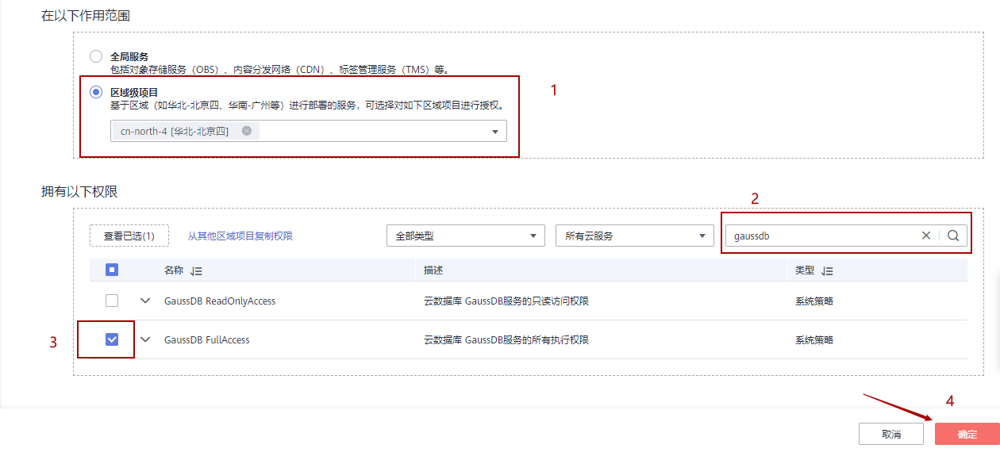 在以下作用范围
全局服务
包括对象存储服务（OBS）、内容分发网络（CDN）、标签管理服务（TMS）等。
区域级项目
基于区域（如华北-北京四、华南-广州等）进行部署的服务，可选择对如下区域项目进行授权。
1
cn-north-4 [华北-北京四]
拥有以下权限
2
查看已选(1) 从其他区域项目复制权限 全部类型 所有云服务 gaussdb
名称 描述 类型
GaussDB ReadOnlyAccess 云数据库 GaussDB服务的只读访问权限 系统策略
3
GaussDB FullAccess 云数据库 GaussDB服务的所有执行权限 系统策略
4
取消 确定